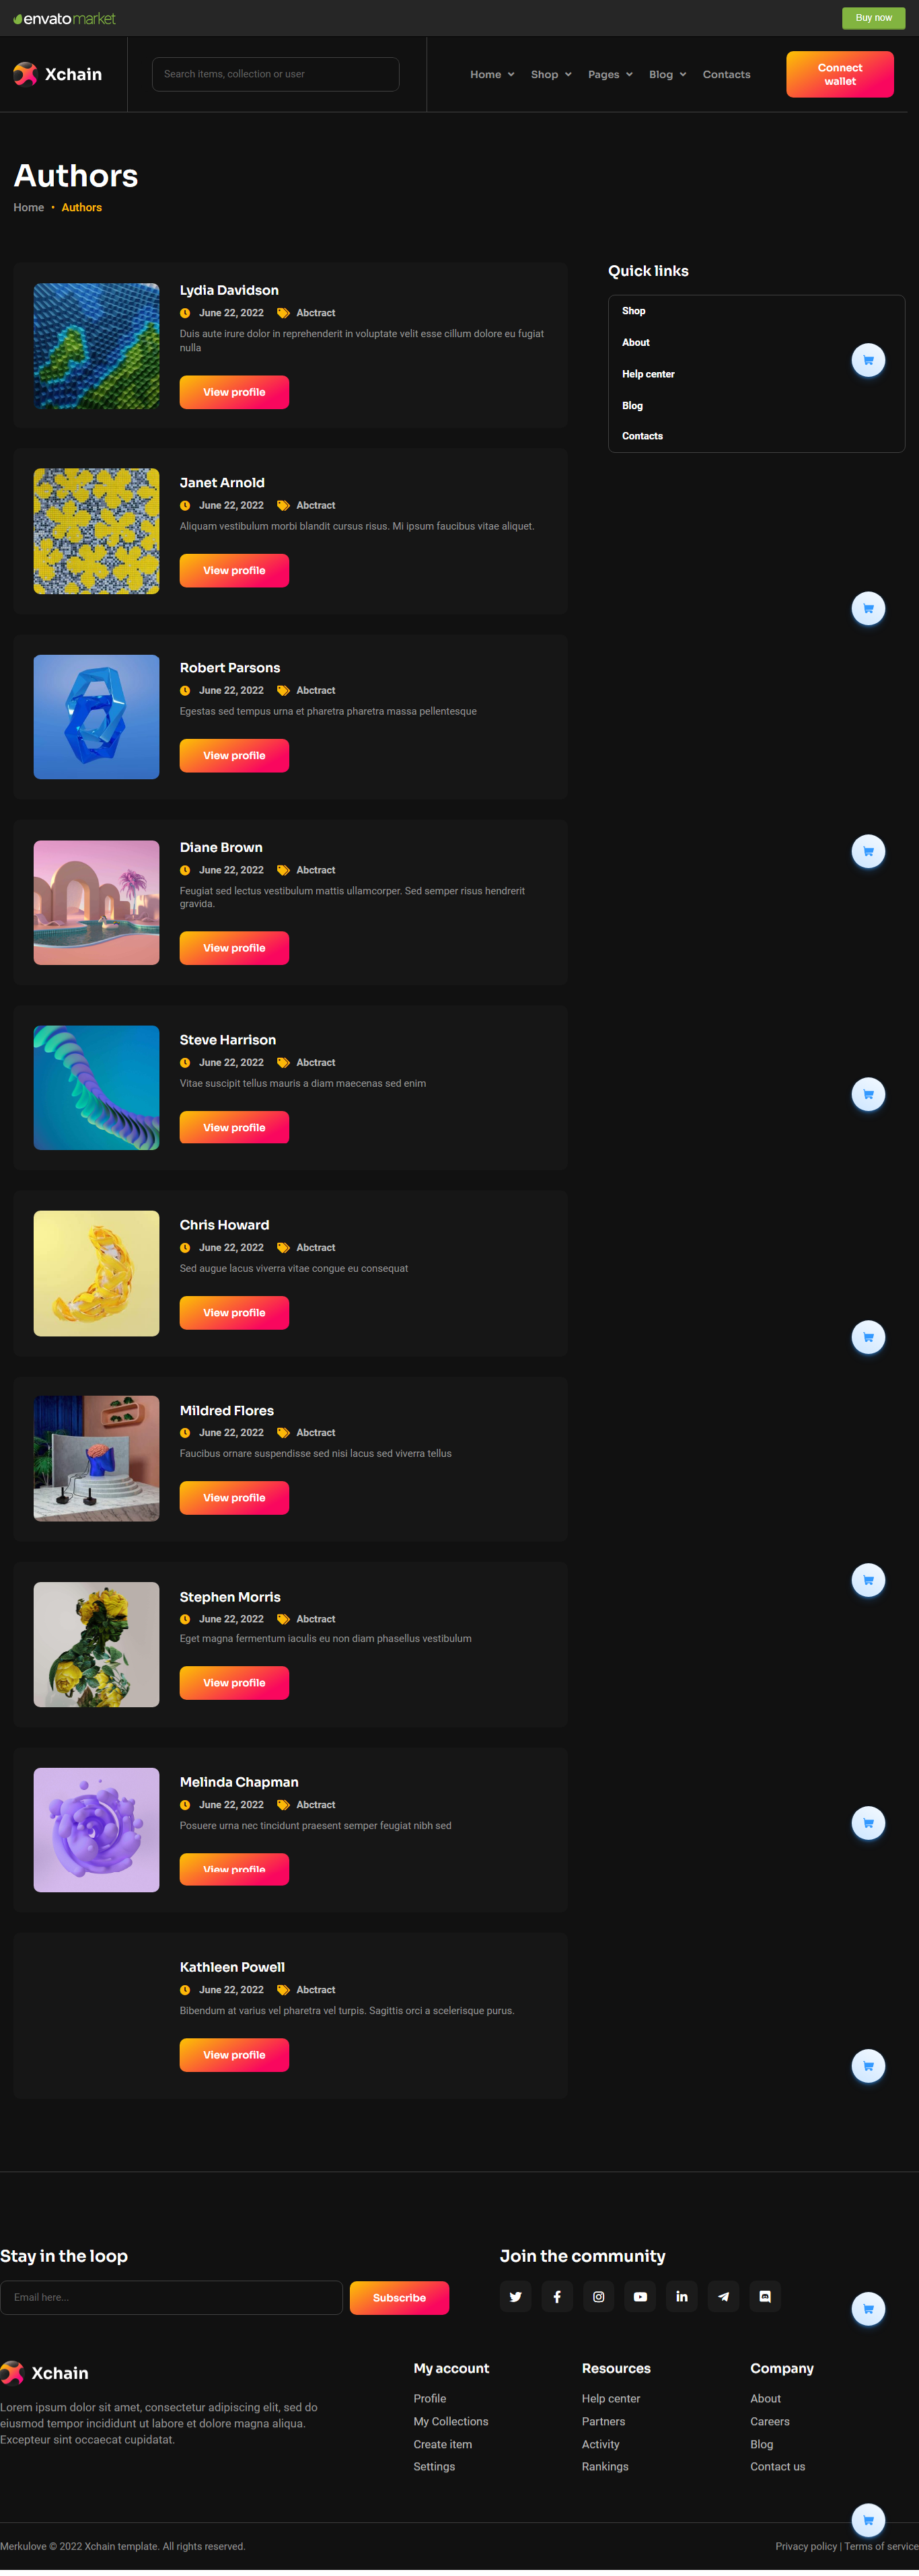 envatomarket
Buy now
Xchain
Search items, collection or user
Home
Shop
Pages
Blog
Contacts
Connect
wallet
Authors
Home • Authors
Lydia Davidson
June 22, 2022 Abctract
Duis aute irure dolor in reprehenderit in voluptate velit esse cillum dolore eu fugiat
nulla
View profile
Janet Arnold
June 22, 2022 Abctract
Aliquam vestibulum morbi blandit cursus risus. Mi ipsum faucibus vitae aliquet.
View profile
Robert Parsons
June 22, 2022 Abctract
Egestas sed tempus urna et pharetra pharetra massa pellentesque
View profile
Diane Brown
June 22, 2022 Abctract
Feugiat sed lectus vestibulum mattis ullamcorper. Sed semper risus hendrerit
gravida.
View profile
Steve Harrison
June 22, 2022 Abctract
Vitae suscipit tellus mauris a diam maecenas sed enim
View profile
Chris Howard
June 22, 2022 Abctract
Sed augue lacus viverra vitae congue eu consequat
View profile
Mildred Flores
June 22, 2022 Abctract
Faucibus ornare suspendisse sed nisi lacus sed viverra tellus
View profile
Stephen Morris
June 22, 2022 Abctract
Eget magna fermentum iaculis eu non diam phasellus vestibulum
View profile
Melinda Chapman
June 22, 2022 Abctract
Posuere urna nec tincidunt praesent semper feugiat nibh sed
View profile
Kathleen Powell
June 22, 2022 Abctract
Bibendum at varius vel pharetra vel turpis. Sagittis orci a scelerisque purus.
View profile
Quick links
Shop
About
Help center
Blog
Contacts
Stay in the loop
Email here...
Subscribe
Join the community
Xchain
Lorem ipsum dolor sit amet, consectetur adipiscing elit, sed do
eiusmod tempor incididunt ut labore et dolore magna aliqua.
Excepteur sint occaecat cupidatat.
My account
Profile
My Collections
Create item
Settings
Resources
Help center
Partners
Activity
Rankings
Company
About
Careers
Blog
Contact us
Merkulove © 2022 Xchain template. All rights reserved.
Privacy policy | Terms of service